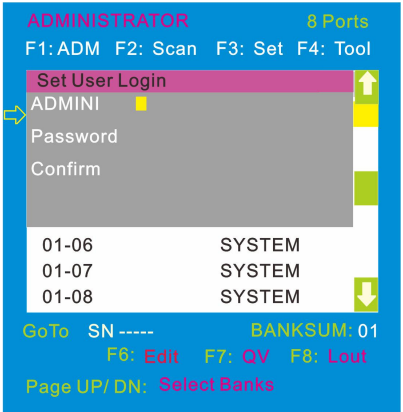 ADMINISTRATOR 8 Ports
F1: ADM F2: Scan F3: Set F4: Tool
Set User Login
ADMINI
Password
Confirm
01-06 SYSTEM
01-07 SYSTEM
01-08 SYSTEM
GoTo SN ----- BANKSUM: 01
F6: Edit F7: QV F8: Lout
Page UP/ DN: Select Banks